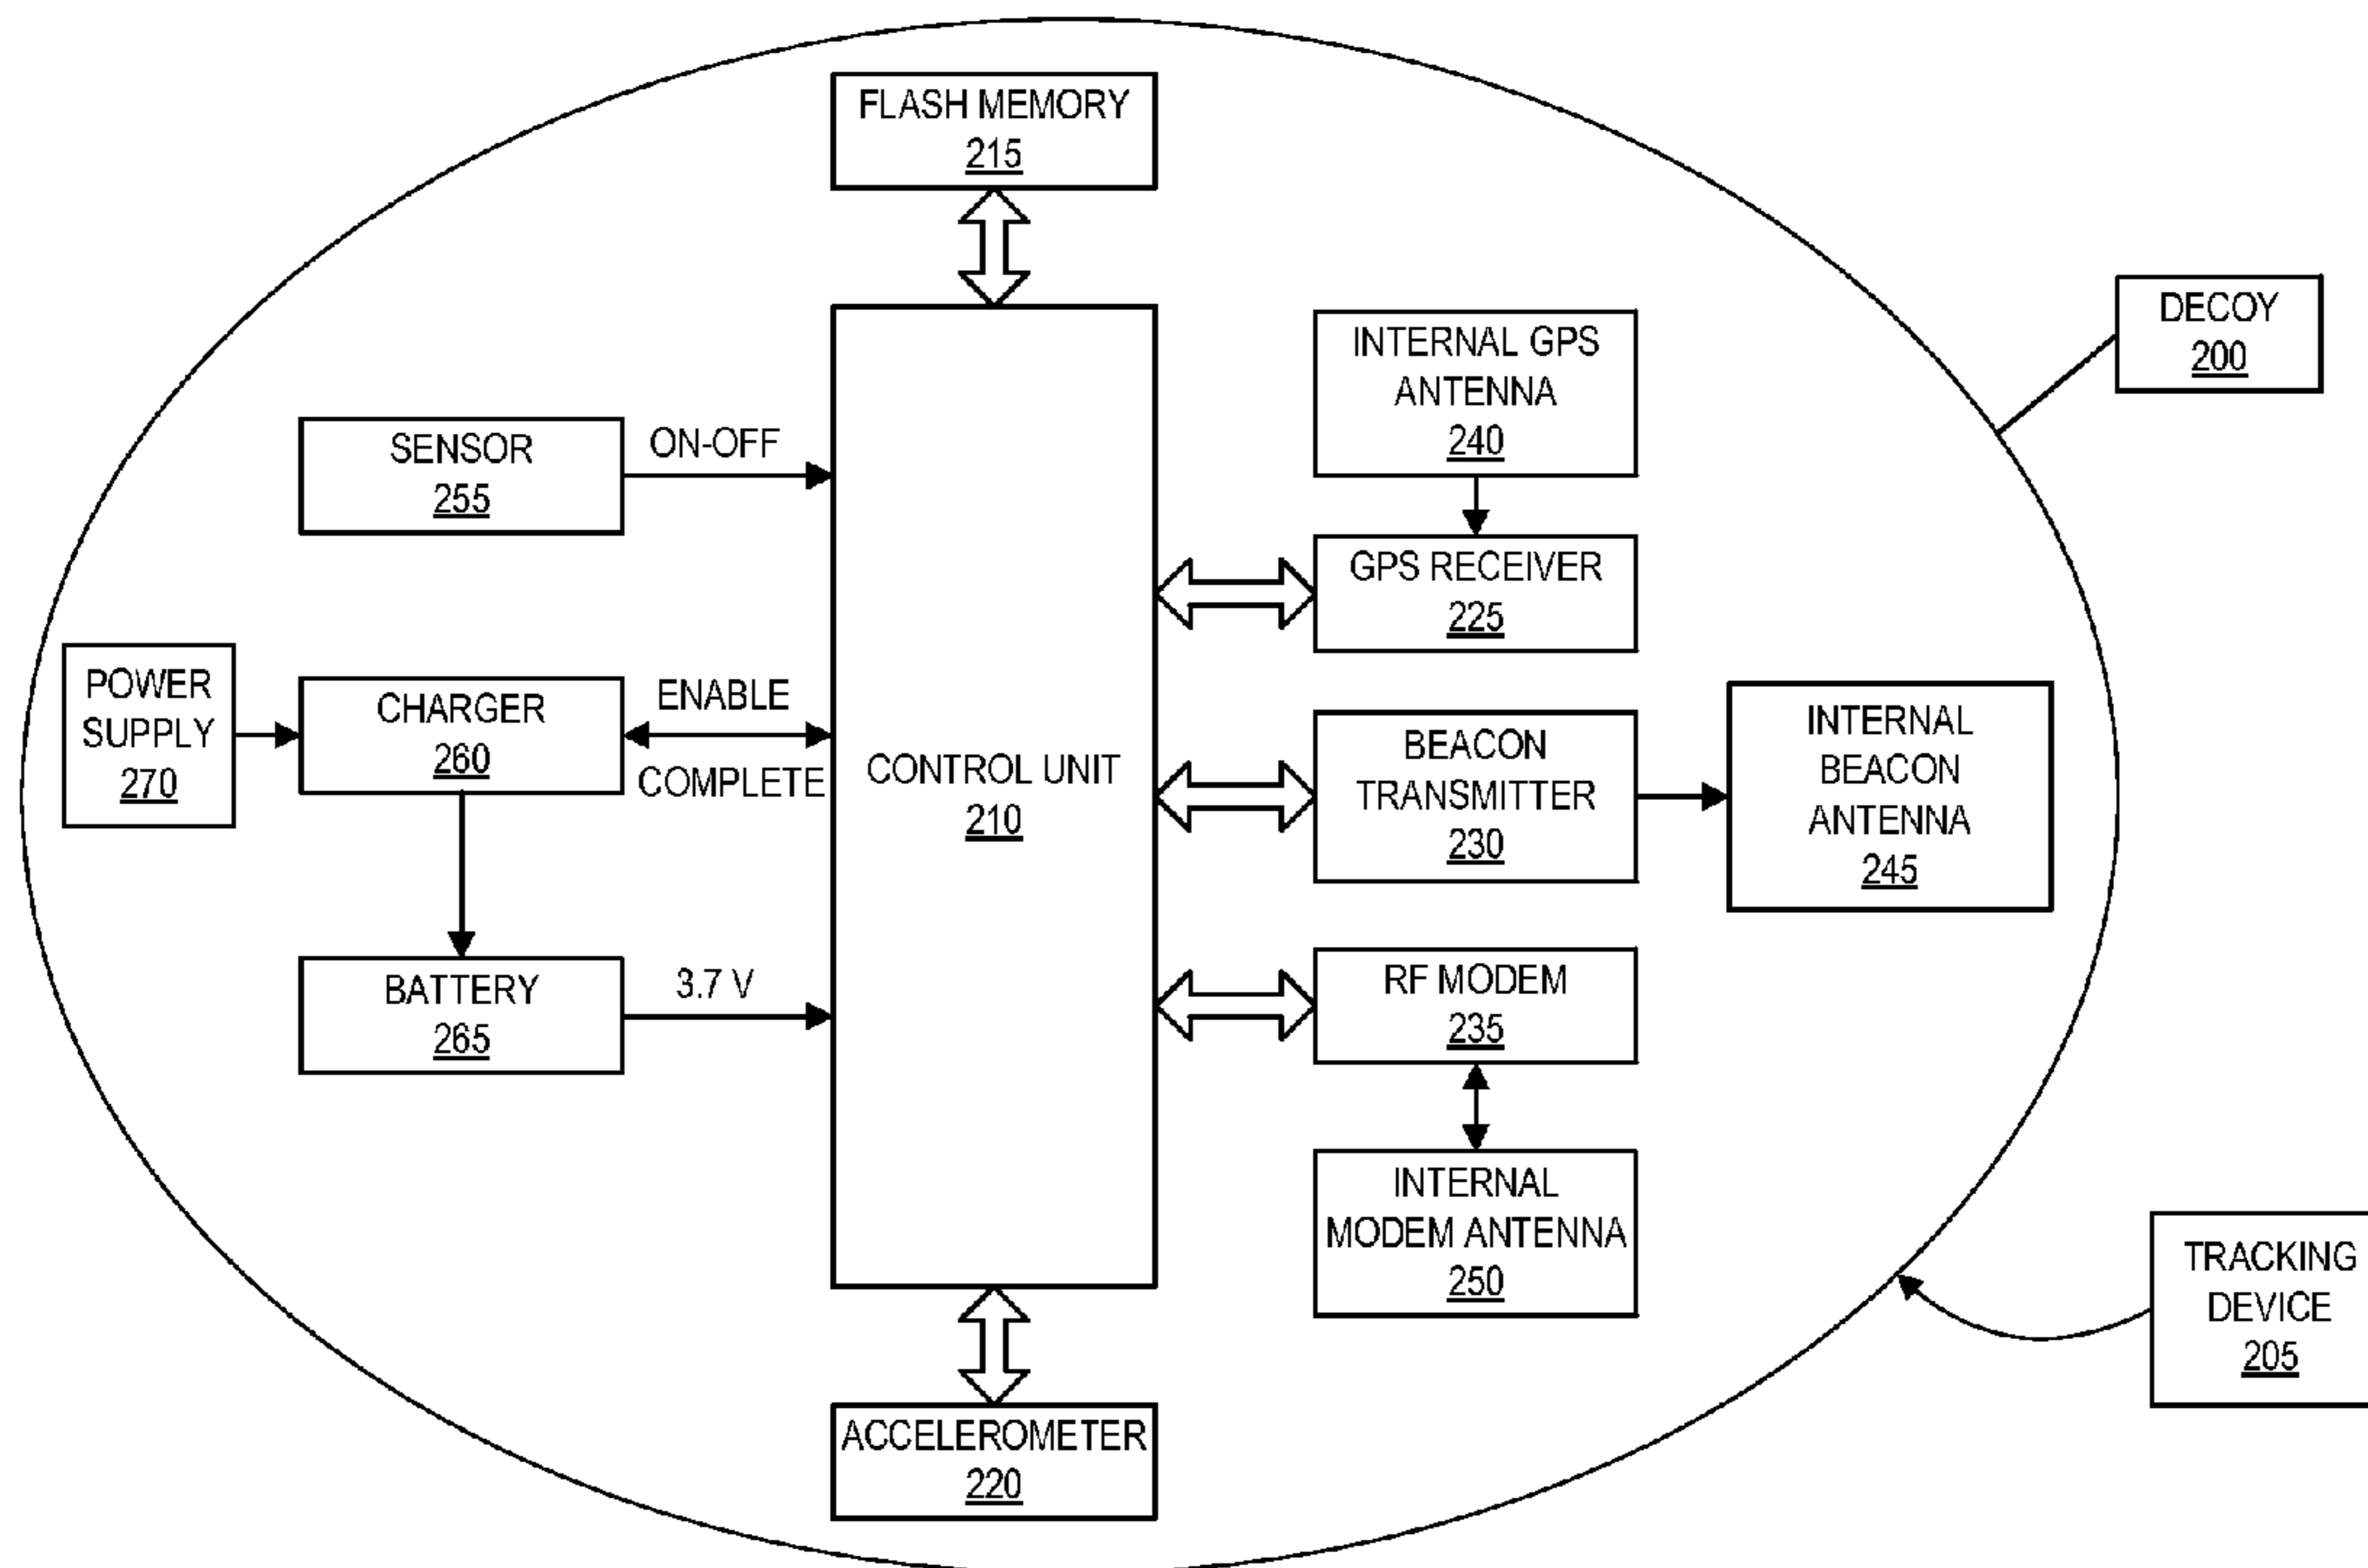 FLASH MEMORY
215
DECOY
200
INTERNAL GPS
ANTENNA
240
SENSOR
255
ON-OFF
GPS RECEIVER
225
POWER
SUPPLY
270
CHARGER
260
ENABLE
COMPLETE
CONTROL UNIT
210
BEACON
TRANSMITTER
230
INTERNAL
BEACON
ANTENNA
245
BATTERY
265
3.7 V
RF MODEM
235
INTERNAL
MODEM ANTENNA
250
TRACKING
DEVICE
205
ACCELEROMETER
220